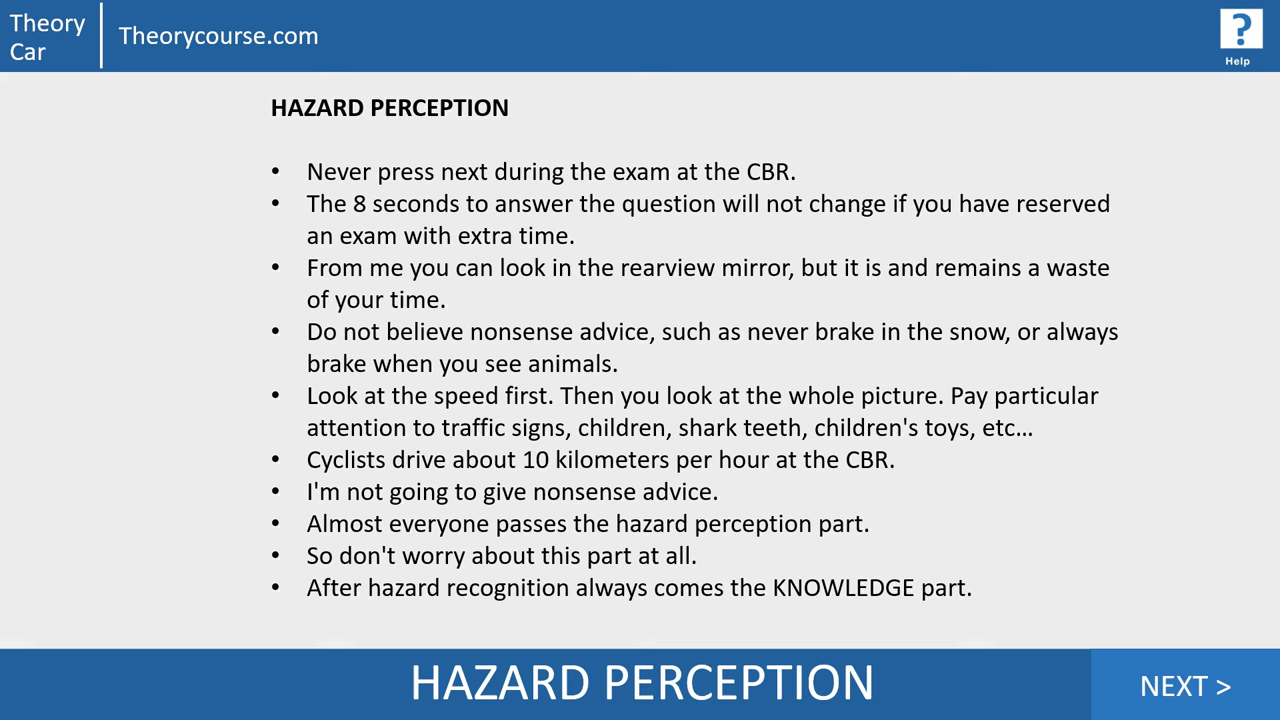 Theory
Car
Theorycourse.com
?
Help
HAZARD PERCEPTION
• Never press next during the exam at the CBR.
• The 8 seconds to answer the question will not change if you have reserved
an exam with extra time.
• From me you can look in the rearview mirror, but it is and remains a waste
of your time.
• Do not believe nonsense advice, such as never brake in the snow, or always
brake when you see animals.
• Look at the speed first. Then you look at the whole picture. Pay particular
attention to traffic signs, children, shark teeth, children's toys, etc…
• Cyclists drive about 10 kilometers per hour at the CBR.
• I'm not going to give nonsense advice.
• Almost everyone passes the hazard perception part.
• So don't worry about this part at all.
• After hazard recognition always comes the KNOWLEDGE part.
HAZARD PERCEPTION
NEXT >